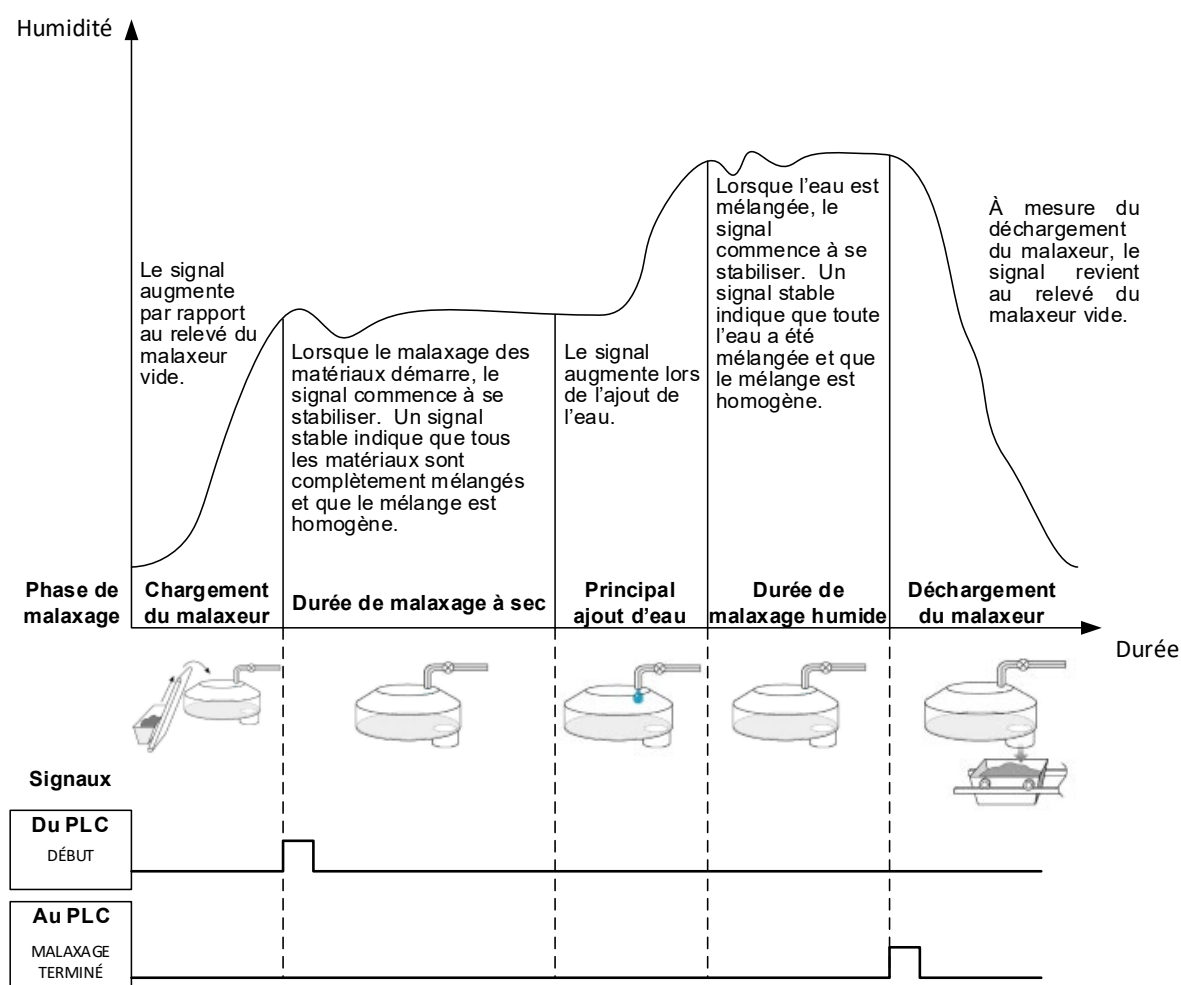 Humidité
Le signal
augmente
par rapport
au relevé du
malaxeur
vide.
Lorsque le malaxage des
matériaux démarre, le
signal commence à se
stabiliser. Un signal
stable indique que tous
les matériaux sont
complètement mélangés
et que le mélange est
homogène.
Le signal
augmente lors
de l’ajout de
l’eau.
Lorsque l'eau est
mélangée, le
signal
commence à se
stabiliser. Un
signal stable
indique que toute
l’eau a été
mélangée et que
le mélange est
homogène.
À mesure du
déchargement
du malaxeur, le
signal revient
au relevé du
malaxeur vide.
Phase de
malaxage
Chargement
du malaxeur
Durée de malaxage à sec
Principal
ajout d’eau
Durée de
malaxage humide
Déchargement
du malaxeur
Durée
Signaux
Du PLC
DÉBUT
Au PLC
MALAXAGE
TERMINÉ